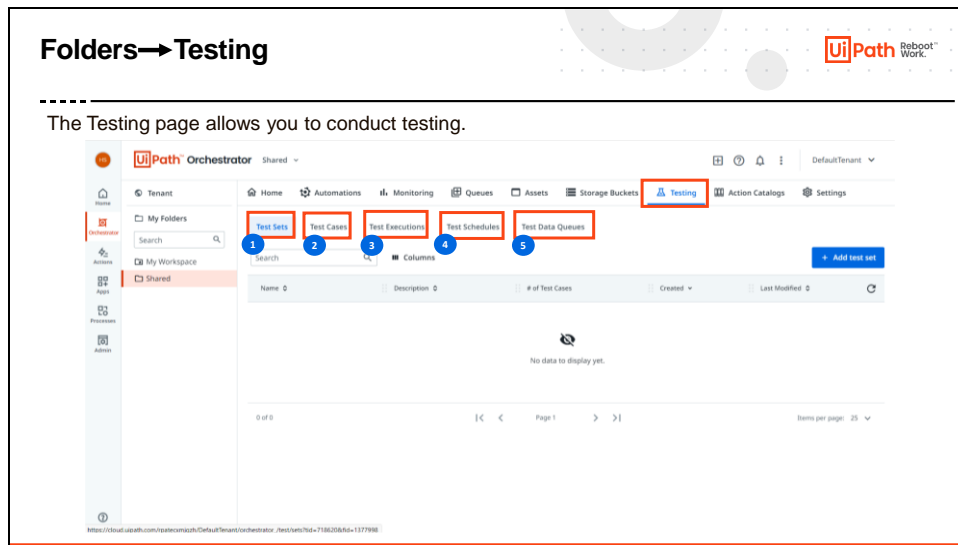 Folders→Testing
UiPath™ Reboot™ Work.
The Testing page allows you to conduct testing.
HS
UiPath™ Orchestrator Shared
DefaultTenant
Home
Tenant
Home Automations Monitoring Queues Assets Storage Buckets Testing Action Catalogs Settings
Orchestrator
My Folders
Test Sets Test Cases Test Executions Test Schedules Test Data Queues
1 2 3 4 5
Search
Actions
My Workspace
Search Columns
+ Add test set
Apps
Shared
Name Description # of Test Cases Created Last Modified
Processes
Admin
No data to display yet.
0 of 0 Page 1 Items per page: 25